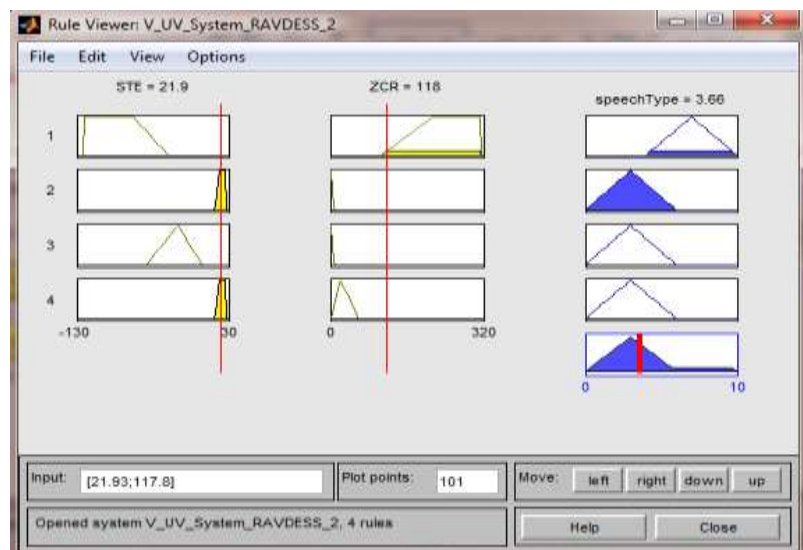 Rule Viewer: V_UV_System_RAVDESS_2
File Edit View Options
STE = 21.9 ZCR = 118 speechType = 3.66
1
2
3
4
-130 30 0 320
0 10
Input: [21.93;117.8] Plot points: 101 Move: left right down up
Opened system V_UV_System_RAVDESS_2, 4 rules Help Close